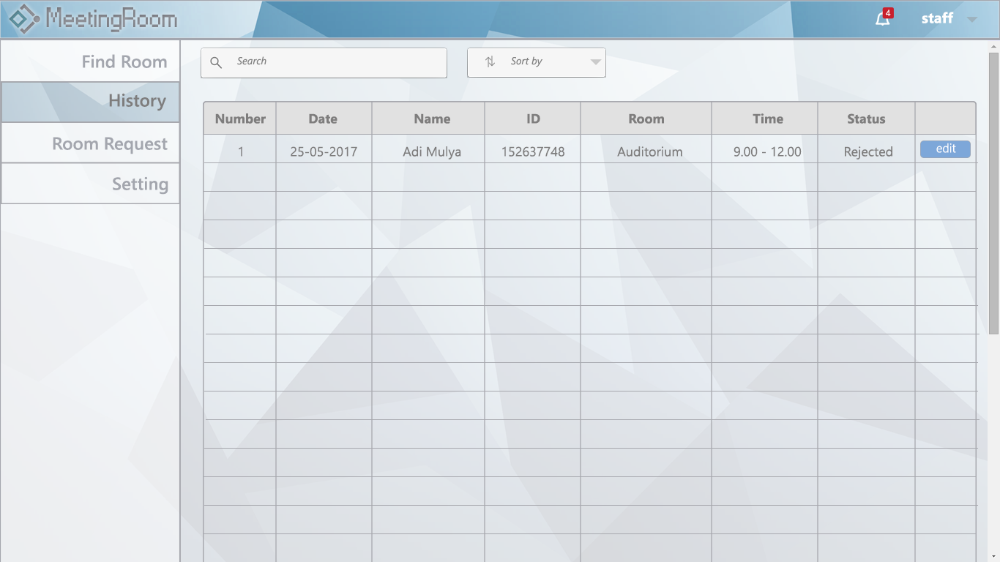 MeetingRoom
4
staff
Find Room
History
Room Request
Setting
Search
Sort by
Number Date Name ID Room Time Status
1 25-05-2017 Adi Mulya 152637748 Auditorium 9.00 - 12.00 Rejected edit